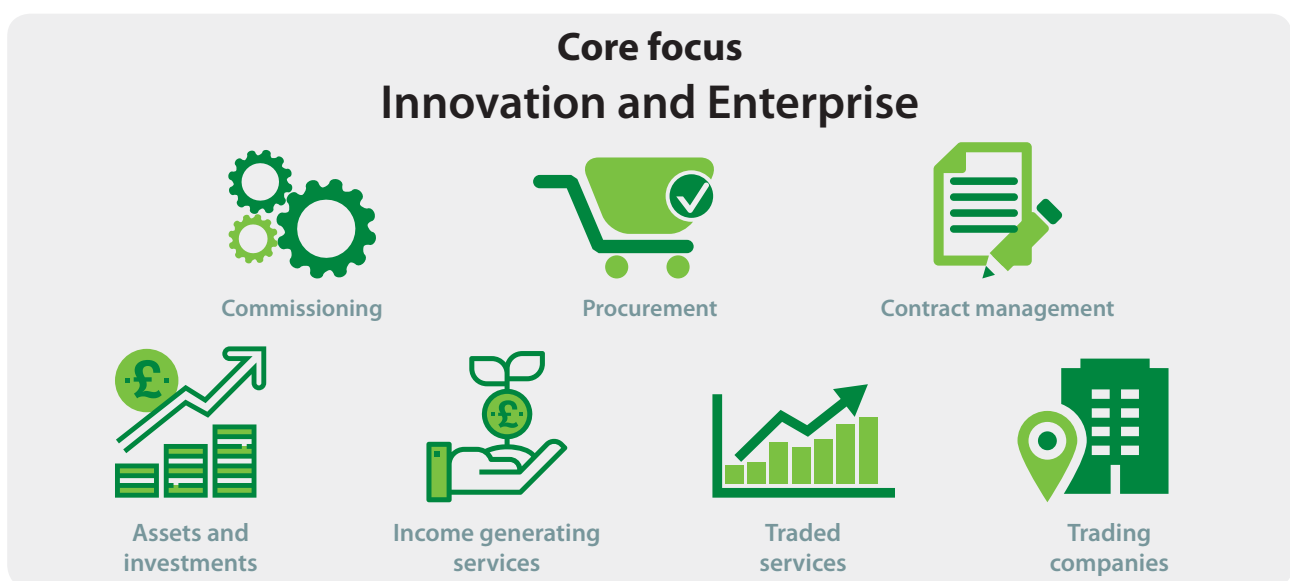 Core focus
Innovation and Enterprise
Commissioning
Procurement
Contract management
£
£
Assets and
investments
Income generating
services
Traded
services
Trading
companies